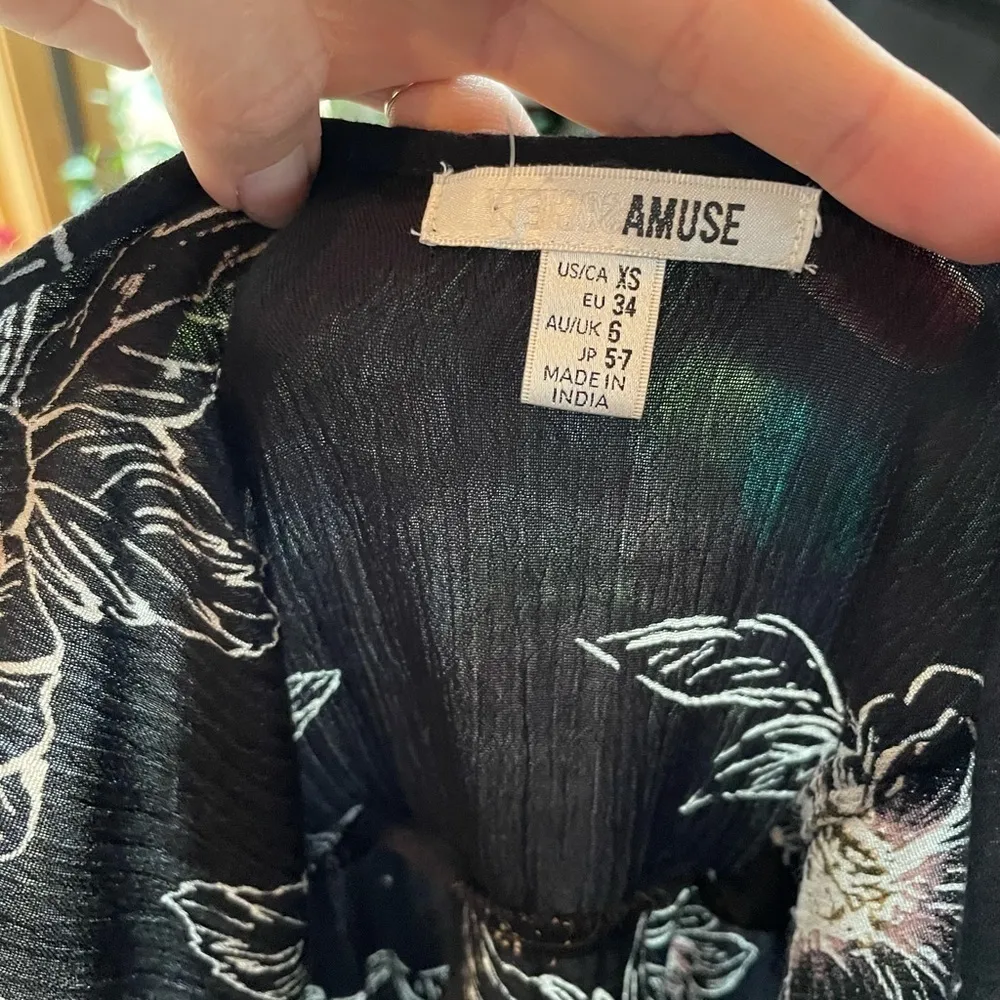 AMUSE
US/CA XS
EU 34
AU/UK 6
JP 5-7
MADE IN
INDIA